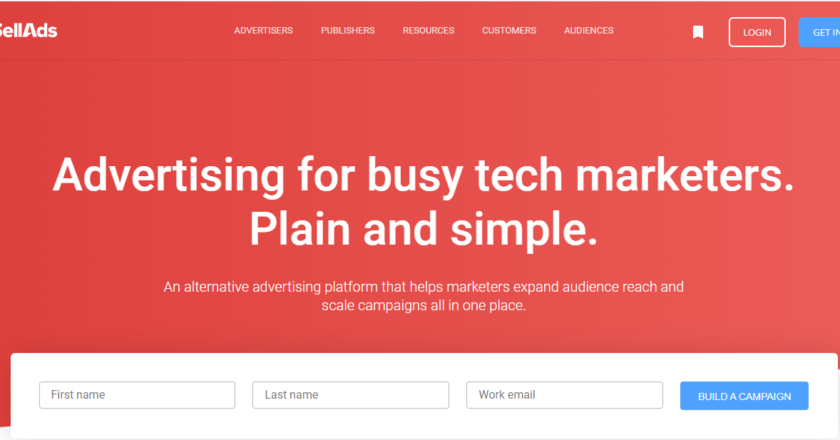 SellAds
ADVERTISERS PUBLISHERS RESOURCES CUSTOMERS AUDIENCES LOGIN GET IN
Advertising for busy tech marketers.
Plain and simple.
An alternative advertising platform that helps marketers expand audience reach and
scale campaigns all in one place.
First name Last name Work email BUILD A CAMPAIGN